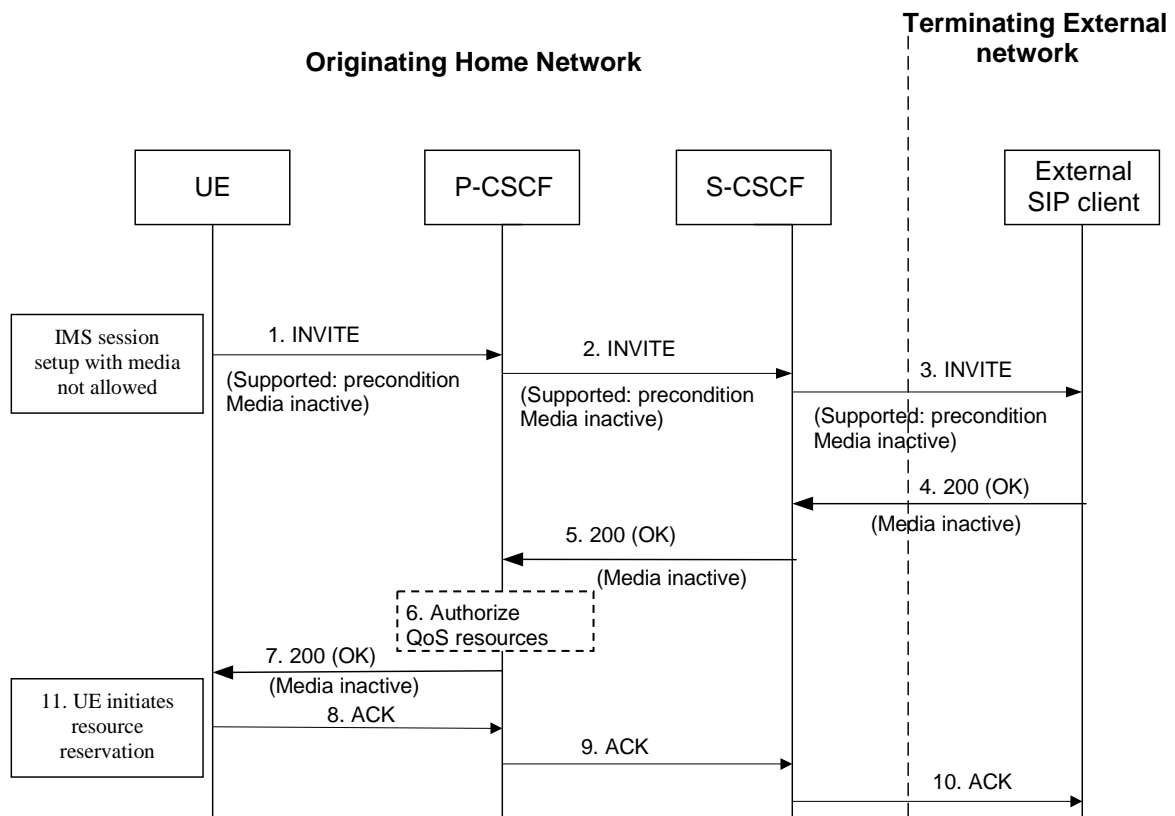 Terminating External
network
Originating Home Network
UE
P-CSCF
S-CSCF
External
SIP client
IMS session
setup with media
not allowed
1. INVITE
(Supported: precondition
Media inactive)
2. INVITE
(Supported: precondition
Media inactive)
3. INVITE
(Supported: precondition
Media inactive)
4. 200 (OK)
(Media inactive)
5. 200 (OK)
(Media inactive)
6. Authorize
QoS resources
7. 200 (OK)
(Media inactive)
11. UE initiates
resource
reservation
8. ACK
9. ACK
10. ACK